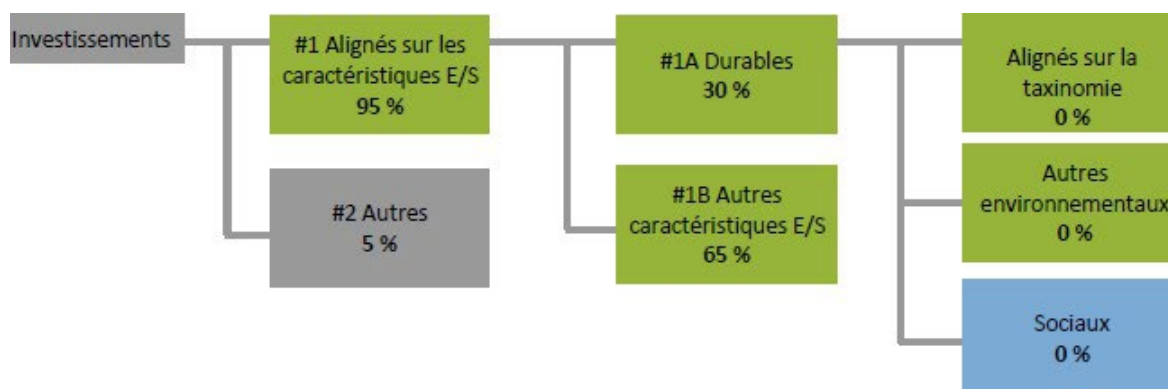 Investissements
#1 Alignés sur les
caractéristiques E/S
95 %
#2 Autres
5 %
#1A Durables
30 %
#1B Autres
caractéristiques E/S
65 %
Alignés sur la
taxinomie
0 %
Autres
environnementaux
0 %
Sociaux
0 %